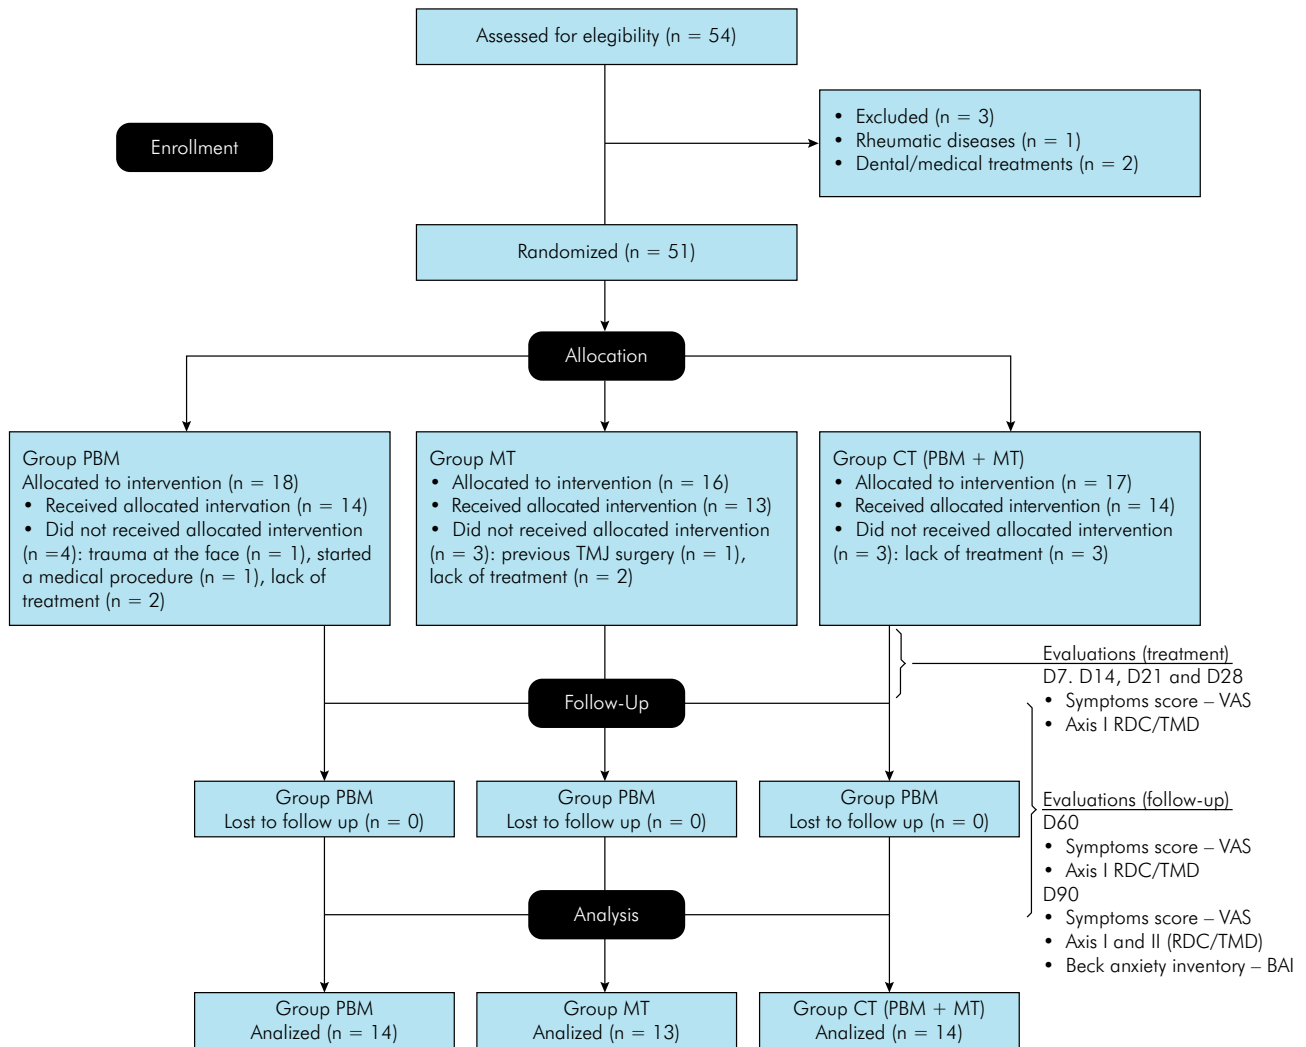 Assessed for elegibility (n = 54)
Enrollment
• Excluded (n = 3)
• Rheumatic diseases (n = 1)
• Dental/medical treatments (n = 2)
Randomized (n = 51)
Allocation
Group PBM
Allocated to intervention (n = 18)
• Received allocated intervation (n = 14)
• Did not received allocated intervention
(n =4): trauma at the face (n = 1), started
a medical procedure (n = 1), lack of
treatment (n = 2)
Group MT
• Allocated to intervention (n = 16)
• Received allocated intervention (n = 13)
• Did not received allocated intervention
(n = 3): previous TMJ surgery (n = 1),
lack of treatment (n = 2)
Group CT (PBM + MT)
• Allocated to intervention (n = 17)
• Received allocated intervention (n = 14)
• Did not received allocated intervention
(n = 3): lack of treatment (n = 3)
Evaluations (treatment)
D7. D14, D21 and D28
• Symptoms score – VAS
• Axis I RDC/TMD
Follow-Up
Group PBM
Lost to follow up (n = 0)
Group PBM
Lost to follow up (n = 0)
Group PBM
Lost to follow up (n = 0)
Evaluations (follow-up)
D60
• Symptoms score – VAS
• Axis I RDC/TMD
D90
• Symptoms score – VAS
• Axis I and II (RDC/TMD)
• Beck anxiety inventory – BAI
Analysis
Group PBM
Analized (n = 14)
Group MT
Analized (n = 13)
Group CT (PBM + MT)
Analized (n = 14)